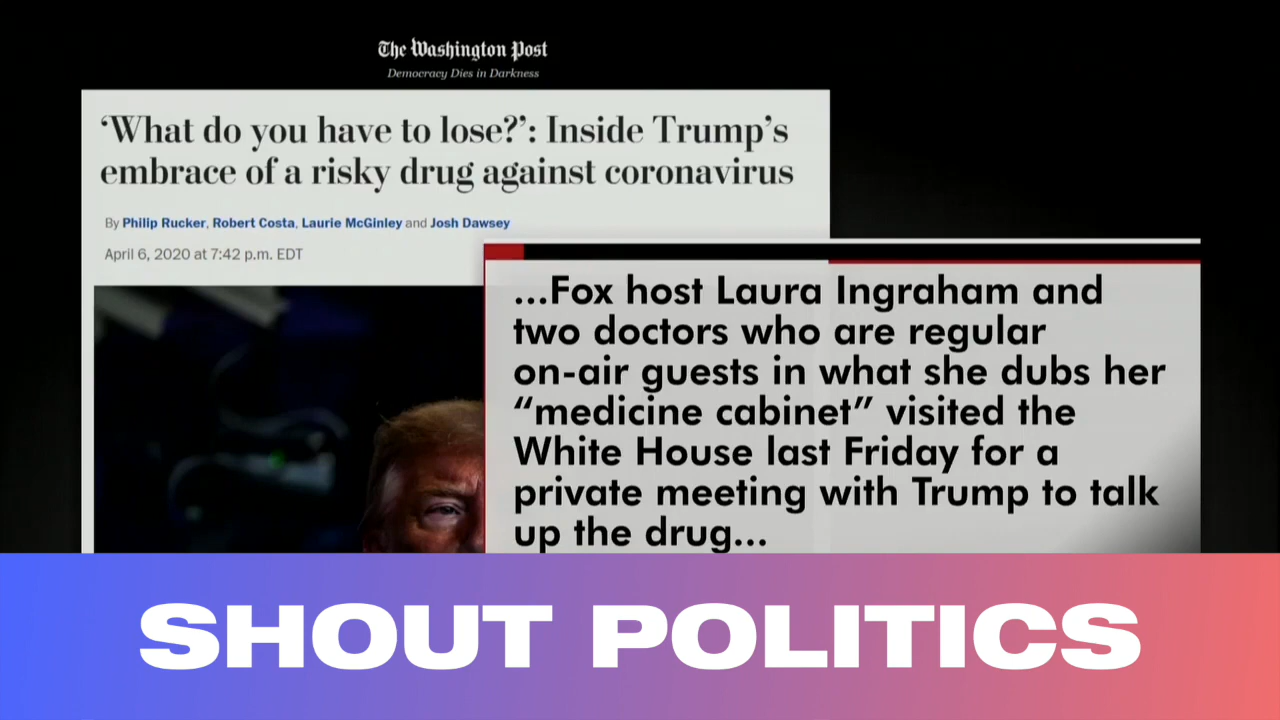 The Washington Post
Democracy Dies in Darkness
‘What do you have to lose?’: Inside Trump’s
embrace of a risky drug against coronavirus
By Philip Rucker, Robert Costa, Laurie McGinley and Josh Dawsey
April 6, 2020 at 7:42 p.m. EDT
...Fox host Laura Ingraham and
two doctors who are regular
on-air guests in what she dubs her
“medicine cabinet” visited the
White House last Friday for a
private meeting with Trump to talk
up the drug...
SHOUT POLITICS